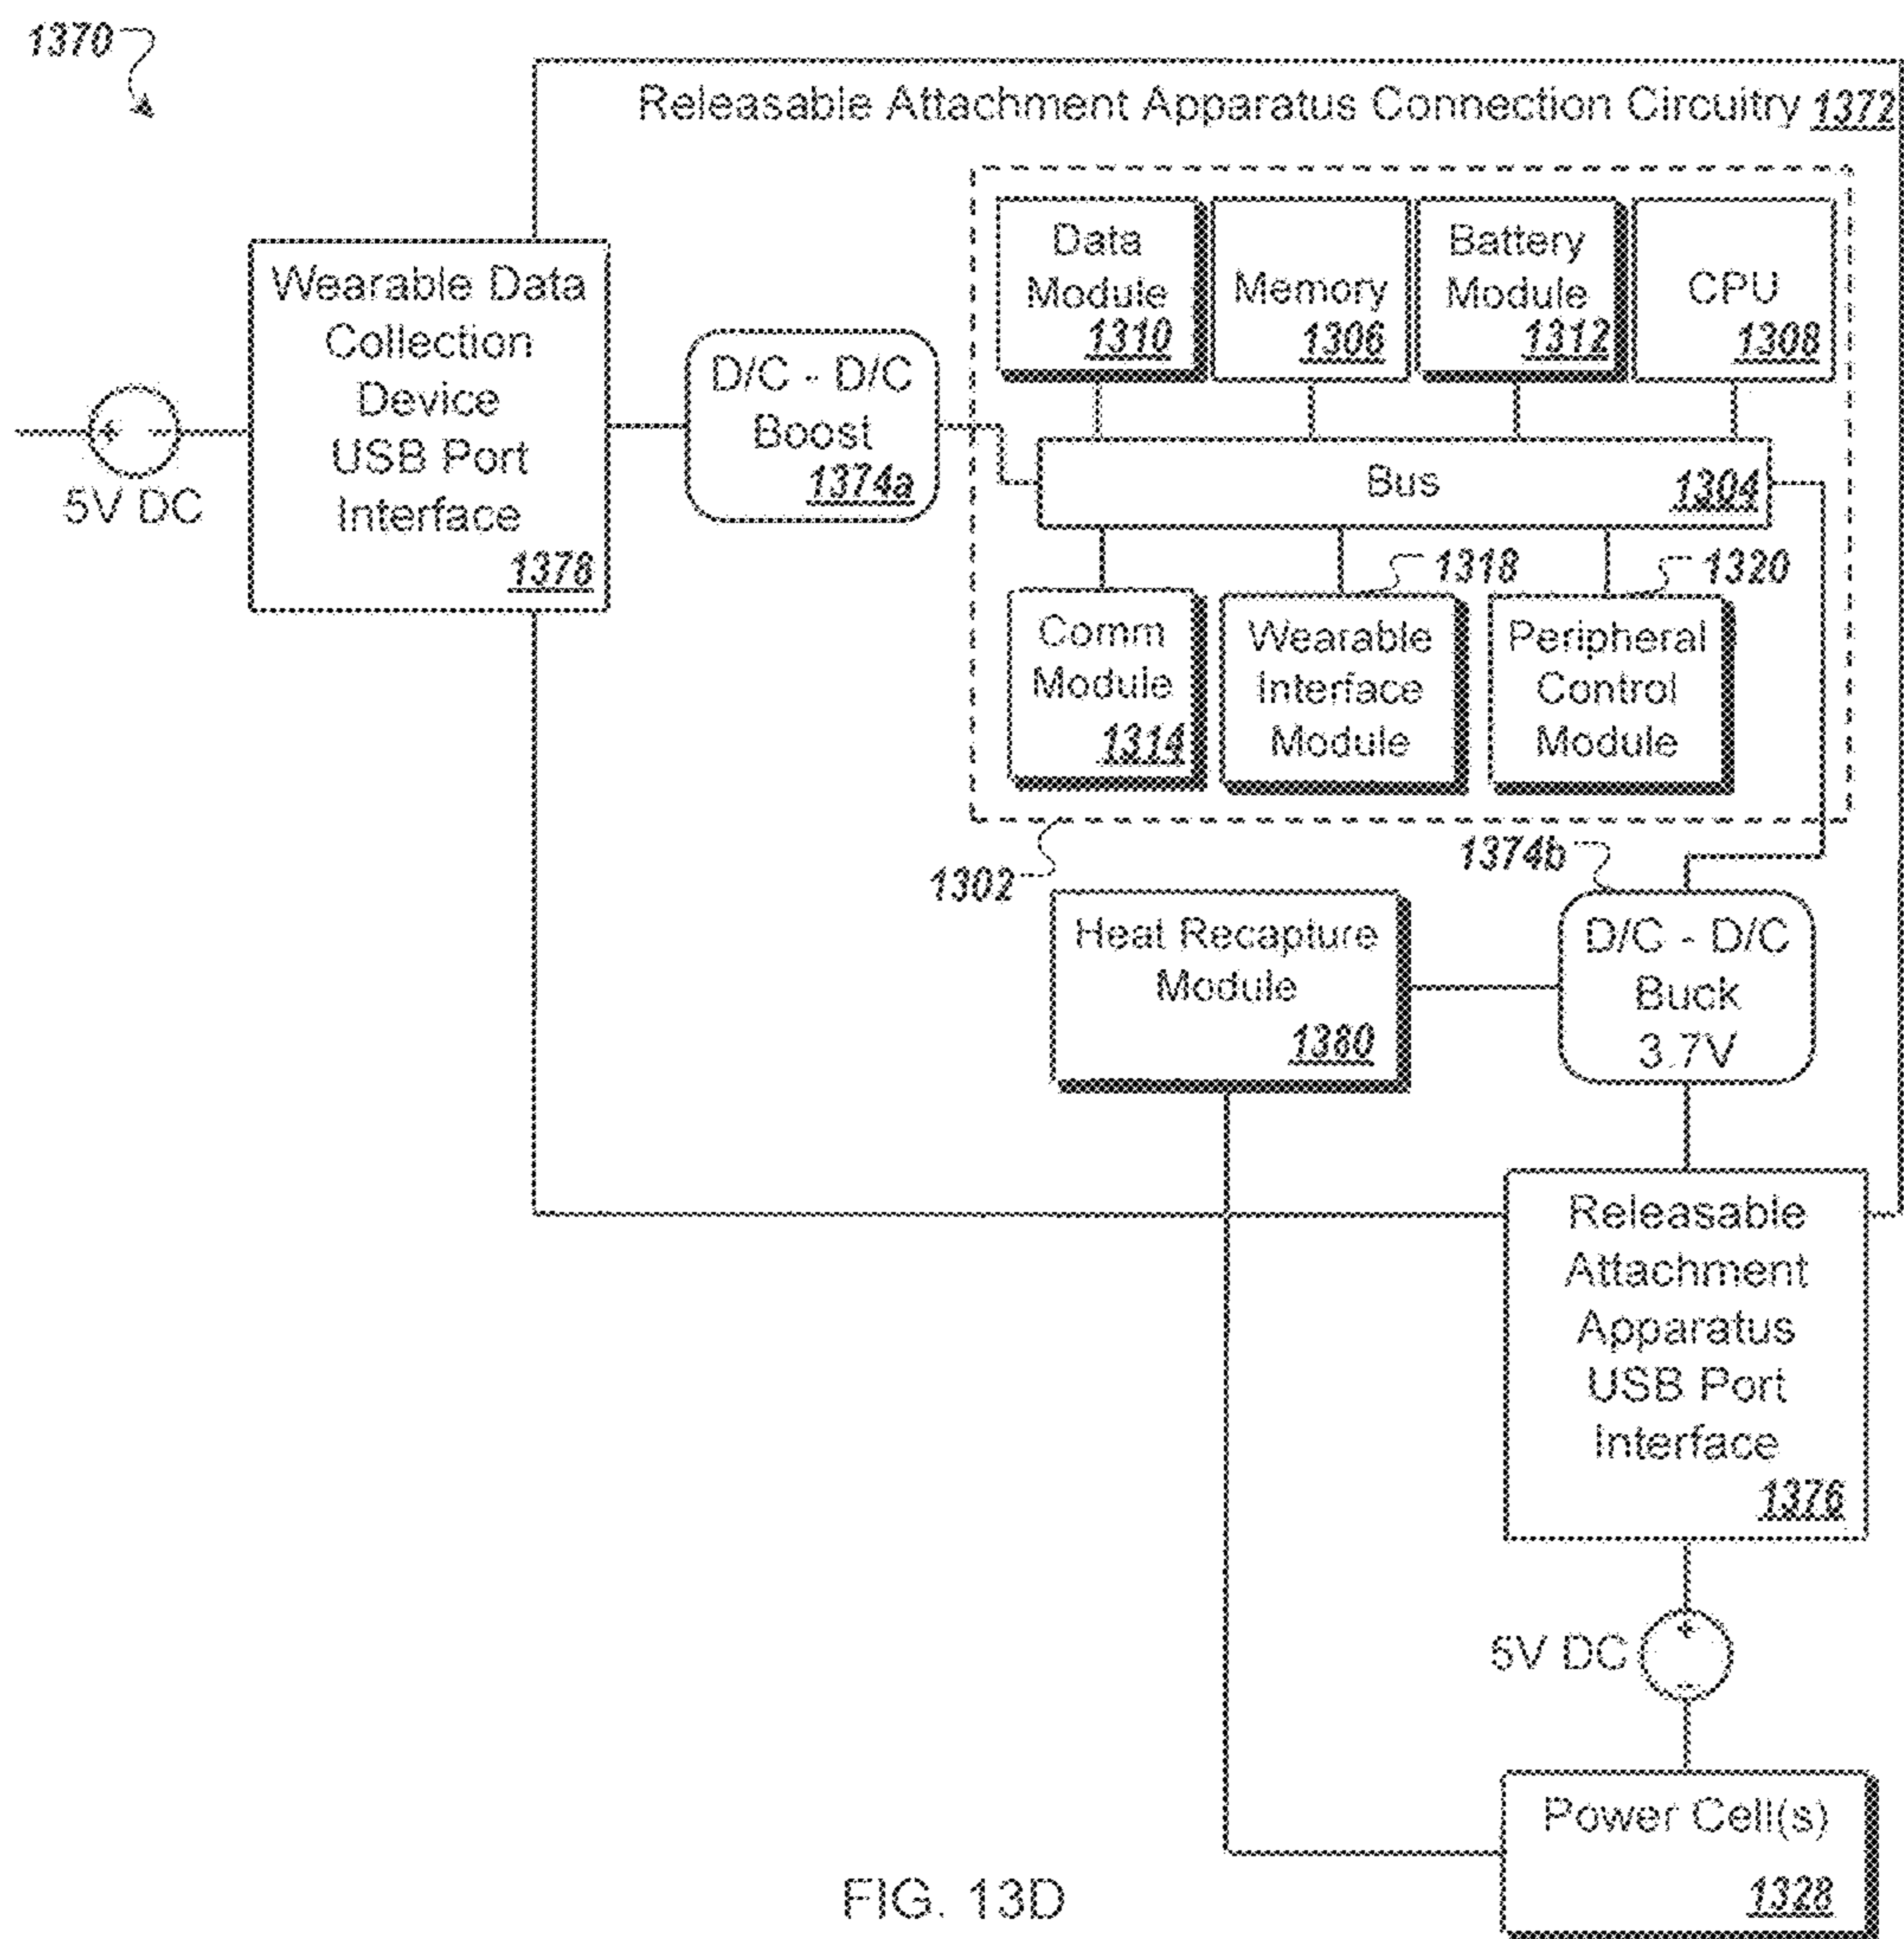 1370
Releasable Attachment Apparatus Connection Circuitry 1372
Wearable Data
Collection
Device
USB Port
Interface
1378
5V DC
D/C - D/C
Boost
1374a
Data
Module
1310
Memory
1306
Battery
Module
1312
CPU
1308
Bus
1304
1318
1320
Comm
Module
1314
Wearable
Interface
Module
Peripheral
Control
Module
1302
1374b
Heat Recapture
Module
1380
D/C - D/C
Buck
3.7V
Releasable
Attachment
Apparatus
USB Port
Interface
1376
5V DC
Power Cell(s)
1328
FIG. 13D